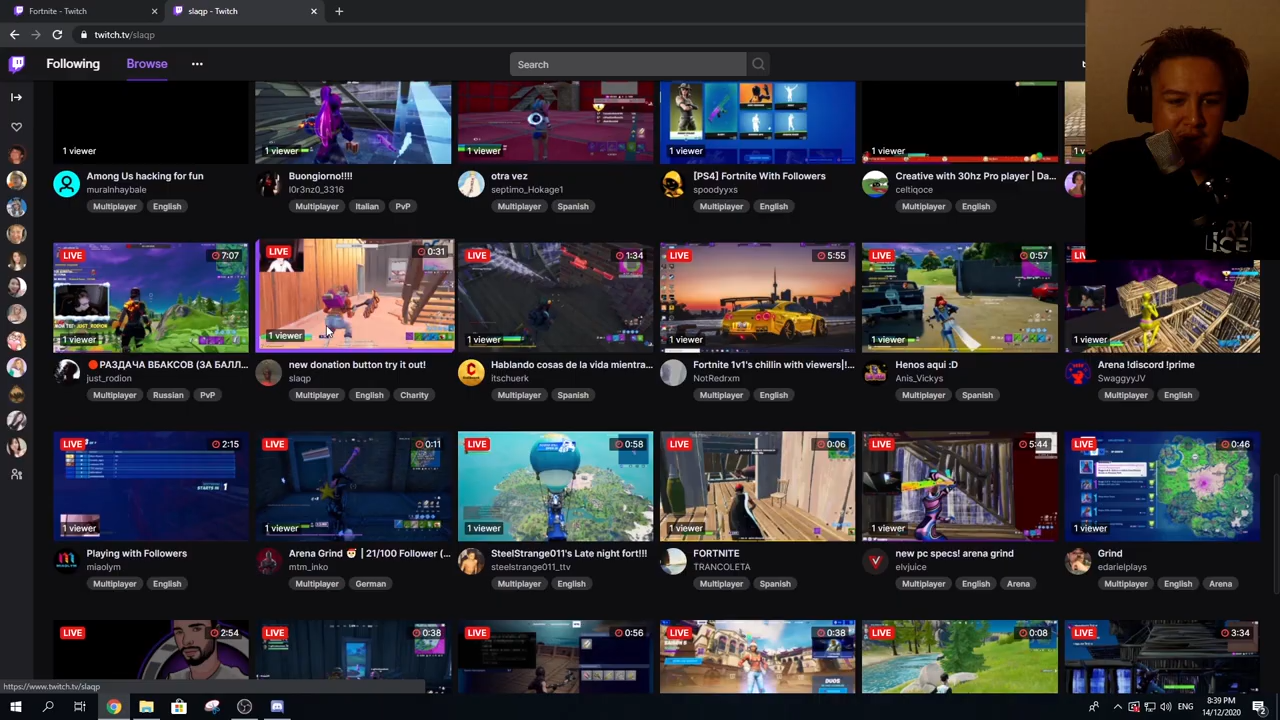 Fortnite - Twitch
slaqp - Twitch
twitch.tv/slaqp
Following
Browse
Search
1 viewer
1 viewer
1 viewer
1 viewer
1 viewer
Among Us hacking for fun
muralnhaybale
Multiplayer English
Buongiorno!!!!
l0r3nz0_3316
Multiplayer Italian PvP
otra vez
septimo_Hokage1
Multiplayer Spanish
[PS4] Fortnite With Followers
spoodyyxs
Multiplayer English
Creative with 30hz Pro player | Da...
celtiqoce
Multiplayer English
LIVE 7:07
1 viewer
LIVE 0:31
1 viewer
LIVE 1:34
1 viewer
LIVE 5:55
1 viewer
LIVE 0:57
1 viewer
LIVE
1 viewer
🔴РАЗДАЧА ВБАКСОВ (ЗА БАЛЛ...
just_rodion
Multiplayer Russian PvP
new donation button try it out!
slaqp
Multiplayer English Charity
Hablando cosas de la vida mientra...
itschuerk
Multiplayer Spanish
Fortnite 1v1's chillin with viewers|!...
NotRedrxm
Multiplayer English
Henos aqui :D
Anis_Vickys
Multiplayer Spanish
Arena !discord !prime
SwaggyJV
Multiplayer English
LIVE 2:15
1 viewer
LIVE 0:11
1 viewer
LIVE 0:58
1 viewer
LIVE 0:06
1 viewer
LIVE 5:44
1 viewer
LIVE 0:46
1 viewer
Playing with Followers
miaolym
Multiplayer English
Arena Grind 🎅 | 21/100 Follower (...
mtm_inko
Multiplayer German
SteelStrange011's Late night fort!!!
steelstrange011_ttv
Multiplayer English
FORTNITE
TRANCOLETA
Multiplayer Spanish
new pc specs! arena grind
elvjuice
Multiplayer English Arena
Grind
edarielplays
Multiplayer English Arena
LIVE 2:54
LIVE 0:38
LIVE 0:56
LIVE 0:38
LIVE 0:08
LIVE 3:34
https://www.twitch.tv/slaqp
ENG
8:39 PM
14/12/2020